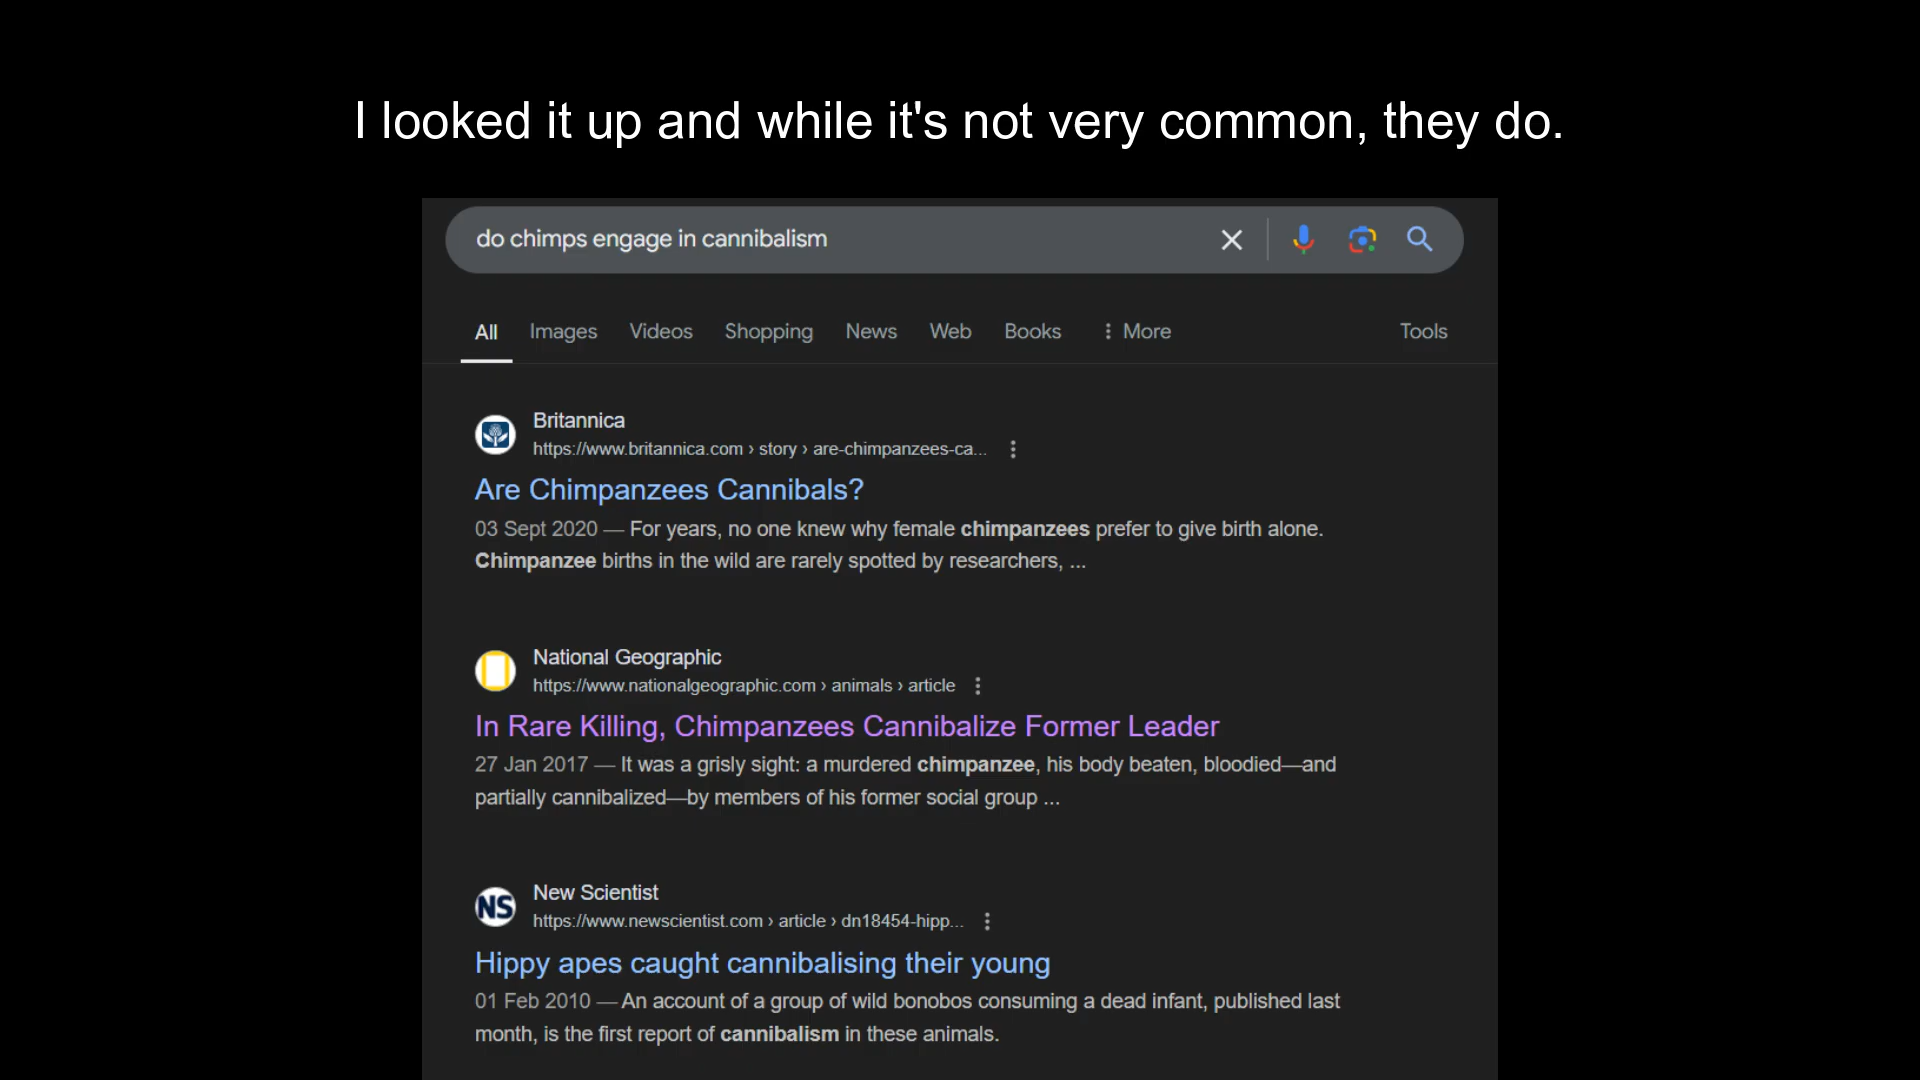 I looked it up and while it's not very common, they do.
do chimps engage in cannibalism
All Images Videos Shopping News Web Books More Tools
Britannica
https://www.britannica.com › story › are-chimpanzees-ca...
Are Chimpanzees Cannibals?
03 Sept 2020 — For years, no one knew why female chimpanzees prefer to give birth alone.
Chimpanzee births in the wild are rarely spotted by researchers, ...
National Geographic
https://www.nationalgeographic.com › animals › article
In Rare Killing, Chimpanzees Cannibalize Former Leader
27 Jan 2017 — It was a grisly sight: a murdered chimpanzee, his body beaten, bloodied—and
partially cannibalized—by members of his former social group ...
NS
New Scientist
https://www.newscientist.com › article › dn18454-hipp...
Hippy apes caught cannibalising their young
01 Feb 2010 — An account of a group of wild bonobos consuming a dead infant, published last
month, is the first report of cannibalism in these animals.